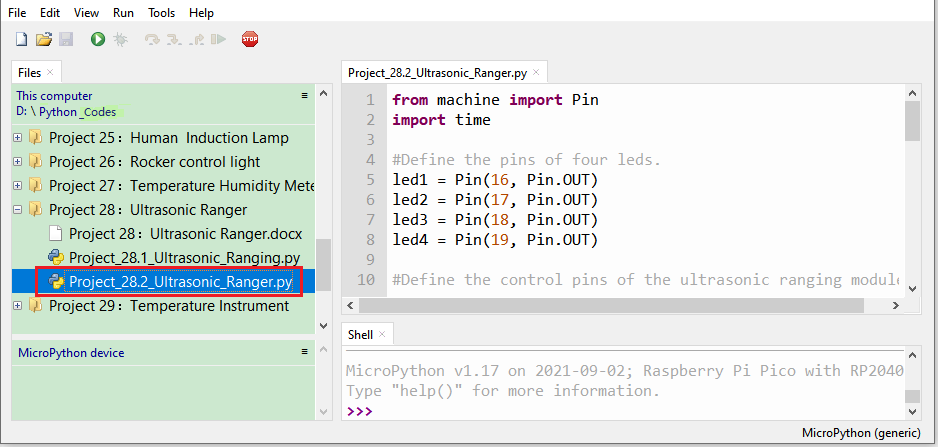 File Edit View Run Tools Help
STOP
Files
This computer
D: \ Python_Codes
Project 25：Human Induction Lamp
Project 26：Rocker control light
Project 27：Temperature Humidity Mete
Project 28：Ultrasonic Ranger
Project 28：Ultrasonic Ranger.docx
Project_28.1_Ultrasonic_Ranging.py
Project_28.2_Ultrasonic_Ranger.py
Project 29：Temperature Instrument
MicroPython device
Project_28.2_Ultrasonic_Ranger.py
1 from machine import Pin
2 import time
3
4 #Define the pins of four leds.
5 led1 = Pin(16, Pin.OUT)
6 led2 = Pin(17, Pin.OUT)
7 led3 = Pin(18, Pin.OUT)
8 led4 = Pin(19, Pin.OUT)
9
10 #Define the control pins of the ultrasonic ranging module
Shell
MicroPython v1.17 on 2021-09-02; Raspberry Pi Pico with RP2040
Type "help()" for more information.
>>>
MicroPython (generic)